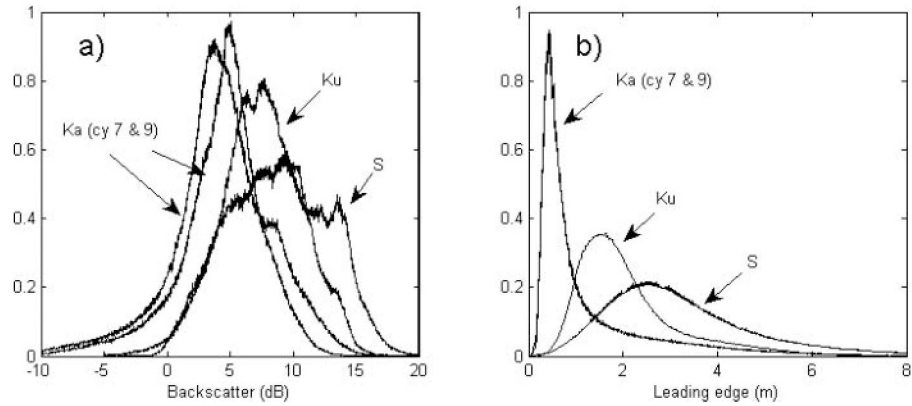 a)
1
0.8
0.6
0.4
0.2
0
Ku
Ka (cy 7 & 9)
S
-10 -5 0 5 10 15 20
Backscatter (dB)
b)
1
0.8
0.6
0.4
0.2
0
Ka (cy 7 & 9)
Ku
S
0 2 4 6 8
Leading edge (m)